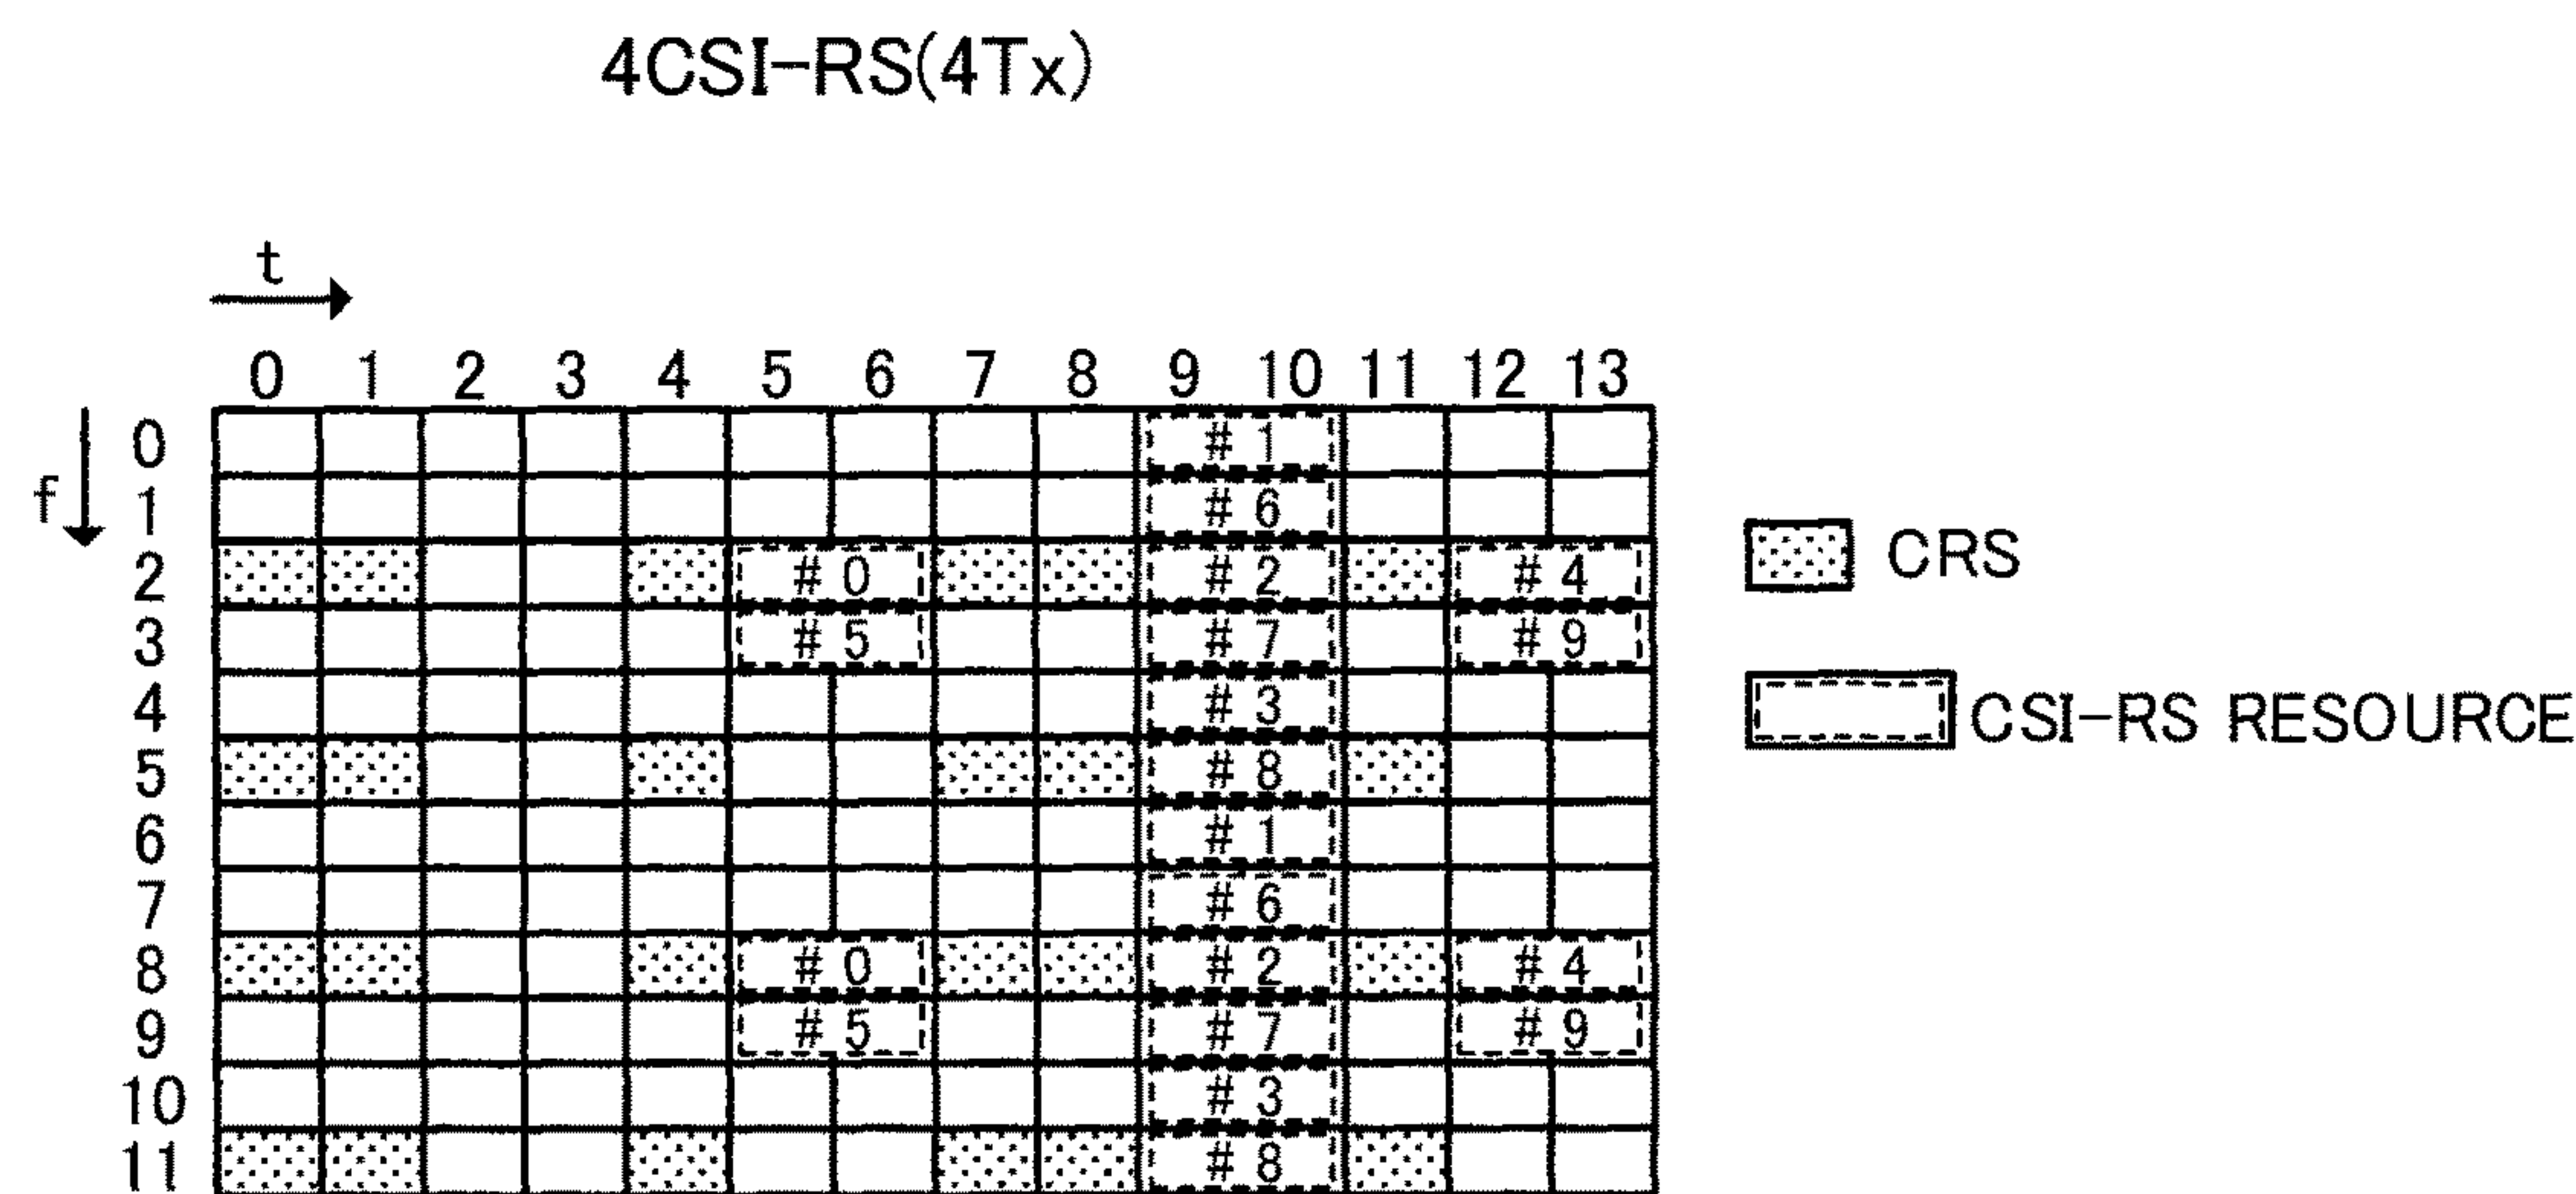 4CSI-RS(4Tx)
t
0 1 2 3 4 5 6 7 8 9 10 11 12 13
f
0 #1
1 #6
2 #0 #2 #4
3 #5 #7 #9
4 #3
5 #8
6 #1
7 #6
8 #0 #2 #4
9 #5 #7 #9
10 #3
11 #8
CRS
CSI-RS RESOURCE